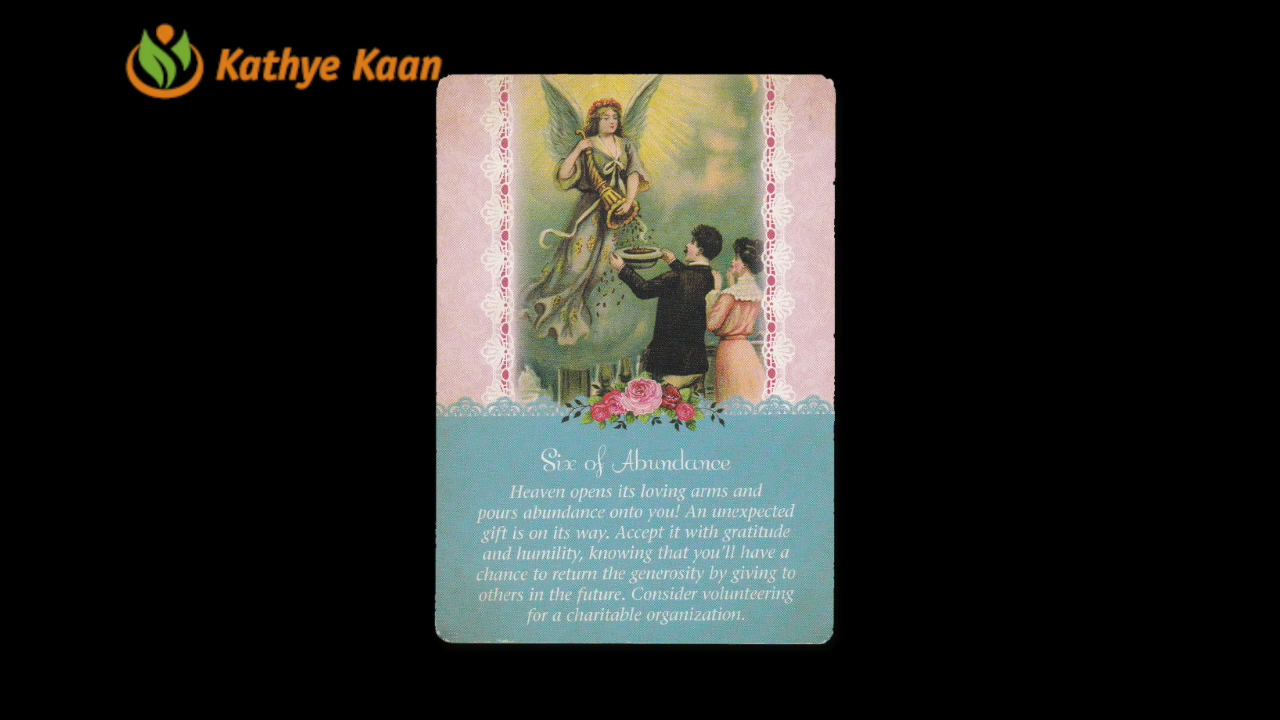 Kathye Kaan
Six of Abundance
Heaven opens its loving arms and
pours abundance onto you! An unexpected
gift is on its way. Accept it with gratitude
and humility, knowing that you'll have a
chance to return the generosity by giving to
others in the future. Consider volunteering
for a charitable organization.